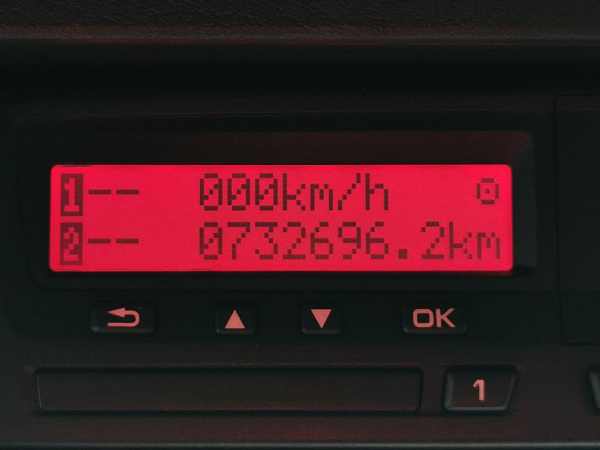 1-- 000km/h ⊙
2-- 0732696.2km
OK
1